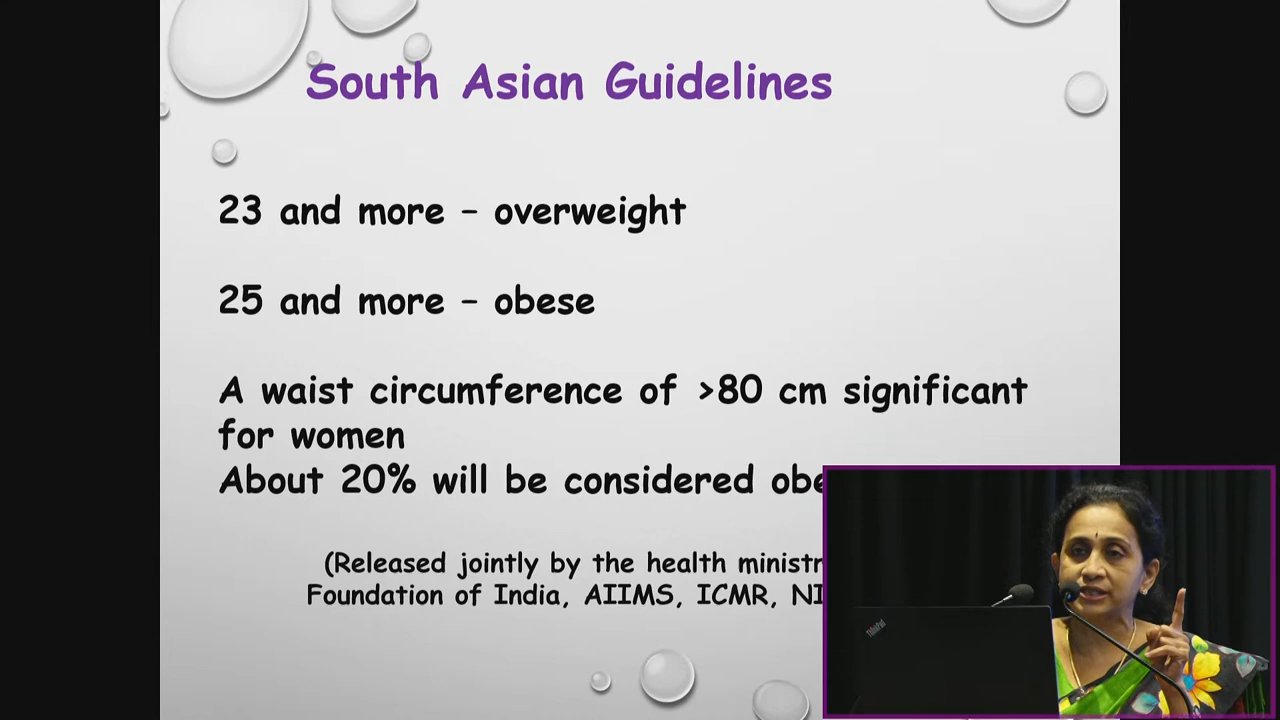 South Asian Guidelines
23 and more – overweight
25 and more – obese
A waist circumference of >80 cm significant
for women
About 20% will be considered obe
(Released jointly by the health ministr
Foundation of India, AIIMS, ICMR, NI
ThinkPad